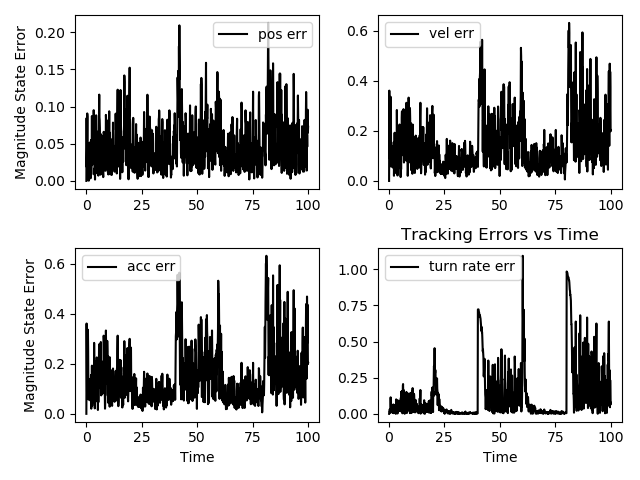 pos err
vel err
Magnitude State Error
0.20
0.15
0.10
0.05
0.00
0.6
0.4
0.2
0.0
0 25 50 75 100
0 25 50 75 100
Tracking Errors vs Time
acc err
turn rate err
Magnitude State Error
0.6
0.4
0.2
0.0
1.00
0.75
0.50
0.25
0.00
0 25 50 75 100
0 25 50 75 100
Time
Time